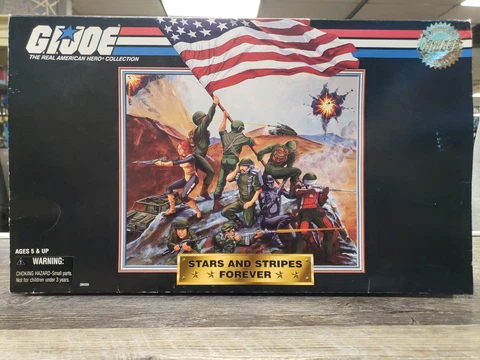 GI JOE
THE REAL AMERICAN HERO COLLECTION
STARS AND STRIPES
FOREVER
AGES 5 & UP
WARNING:
CHOKING HAZARD-Small parts.
Not for children under 3 years.